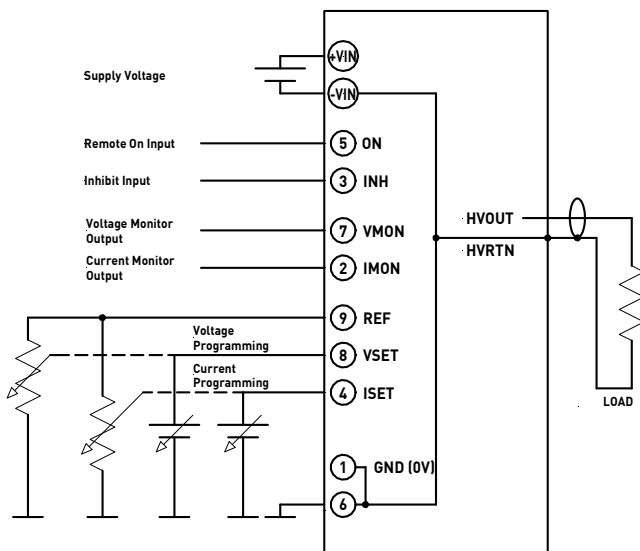 +VIN
Supply Voltage
-VIN
Remote On Input
5 ON
Inhibit Input
3 INH
HVOUT
Voltage Monitor
Output
7 VMON
HVRTN
Current Monitor
Output
2 IMON
9 REF
Voltage
Programming
8 VSET
Current
Programming
4 ISET
LOAD
1 GND (0V)
6